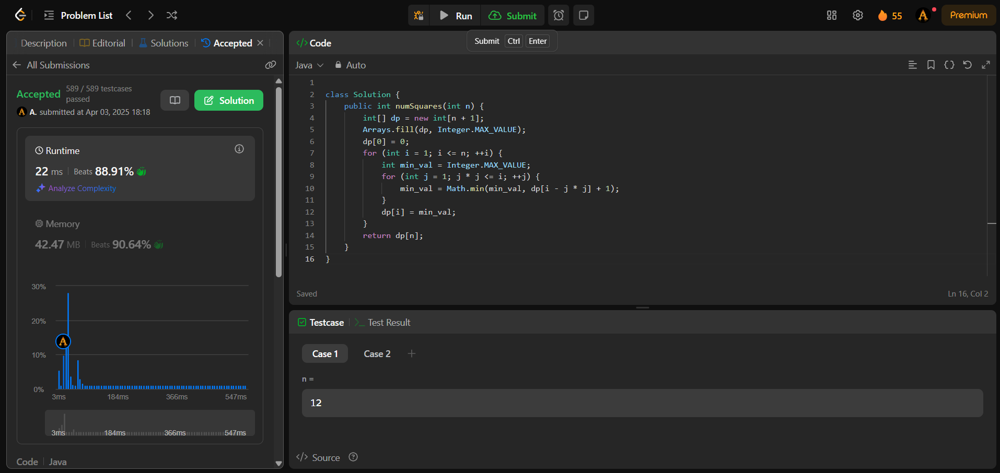 Problem List
Run
Submit
55
Premium
Description
Editorial
Solutions
Accepted
All Submissions
Accepted
589 / 589 testcases
passed
A. submitted at Apr 03, 2025 18:18
Solution
Runtime
22 ms
Beats 88.91%
Analyze Complexity
Memory
42.47 MB
Beats 90.64%
30%
20%
10%
0%
3ms 184ms 366ms 547ms
3ms 184ms 366ms 547ms
Code
Java
</> Code
Submit Ctrl Enter
Java
Auto
1
2 class Solution {
3 public int numSquares(int n) {
4 int[] dp = new int[n + 1];
5 Arrays.fill(dp, Integer.MAX_VALUE);
6 dp[0] = 0;
7 for (int i = 1; i <= n; ++i) {
8 int min_val = Integer.MAX_VALUE;
9 for (int j = 1; j * j <= i; ++j) {
10 min_val = Math.min(min_val, dp[i - j * j] + 1);
11 }
12 dp[i] = min_val;
13 }
14 return dp[n];
15 }
16 }
Saved
Ln 16, Col 2
Testcase
Test Result
Case 1
Case 2
n =
12
</> Source